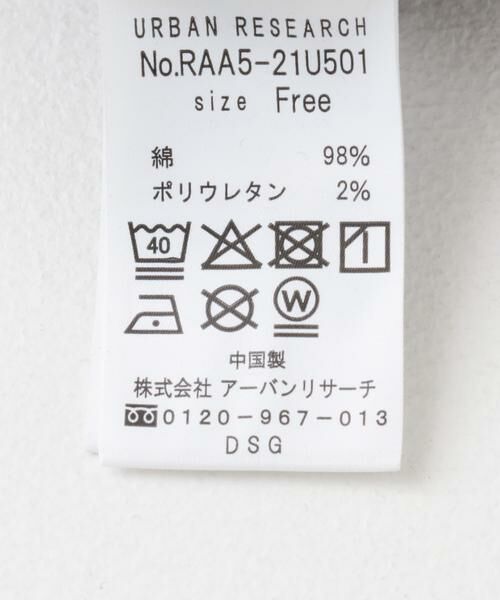 URBAN RESEARCH
No.RAA5-21U501
size Free
綿 98%
ポリウレタン 2%
40
W
中国製
株式会社 アーバンリサーチ
0120-967-013
DSG